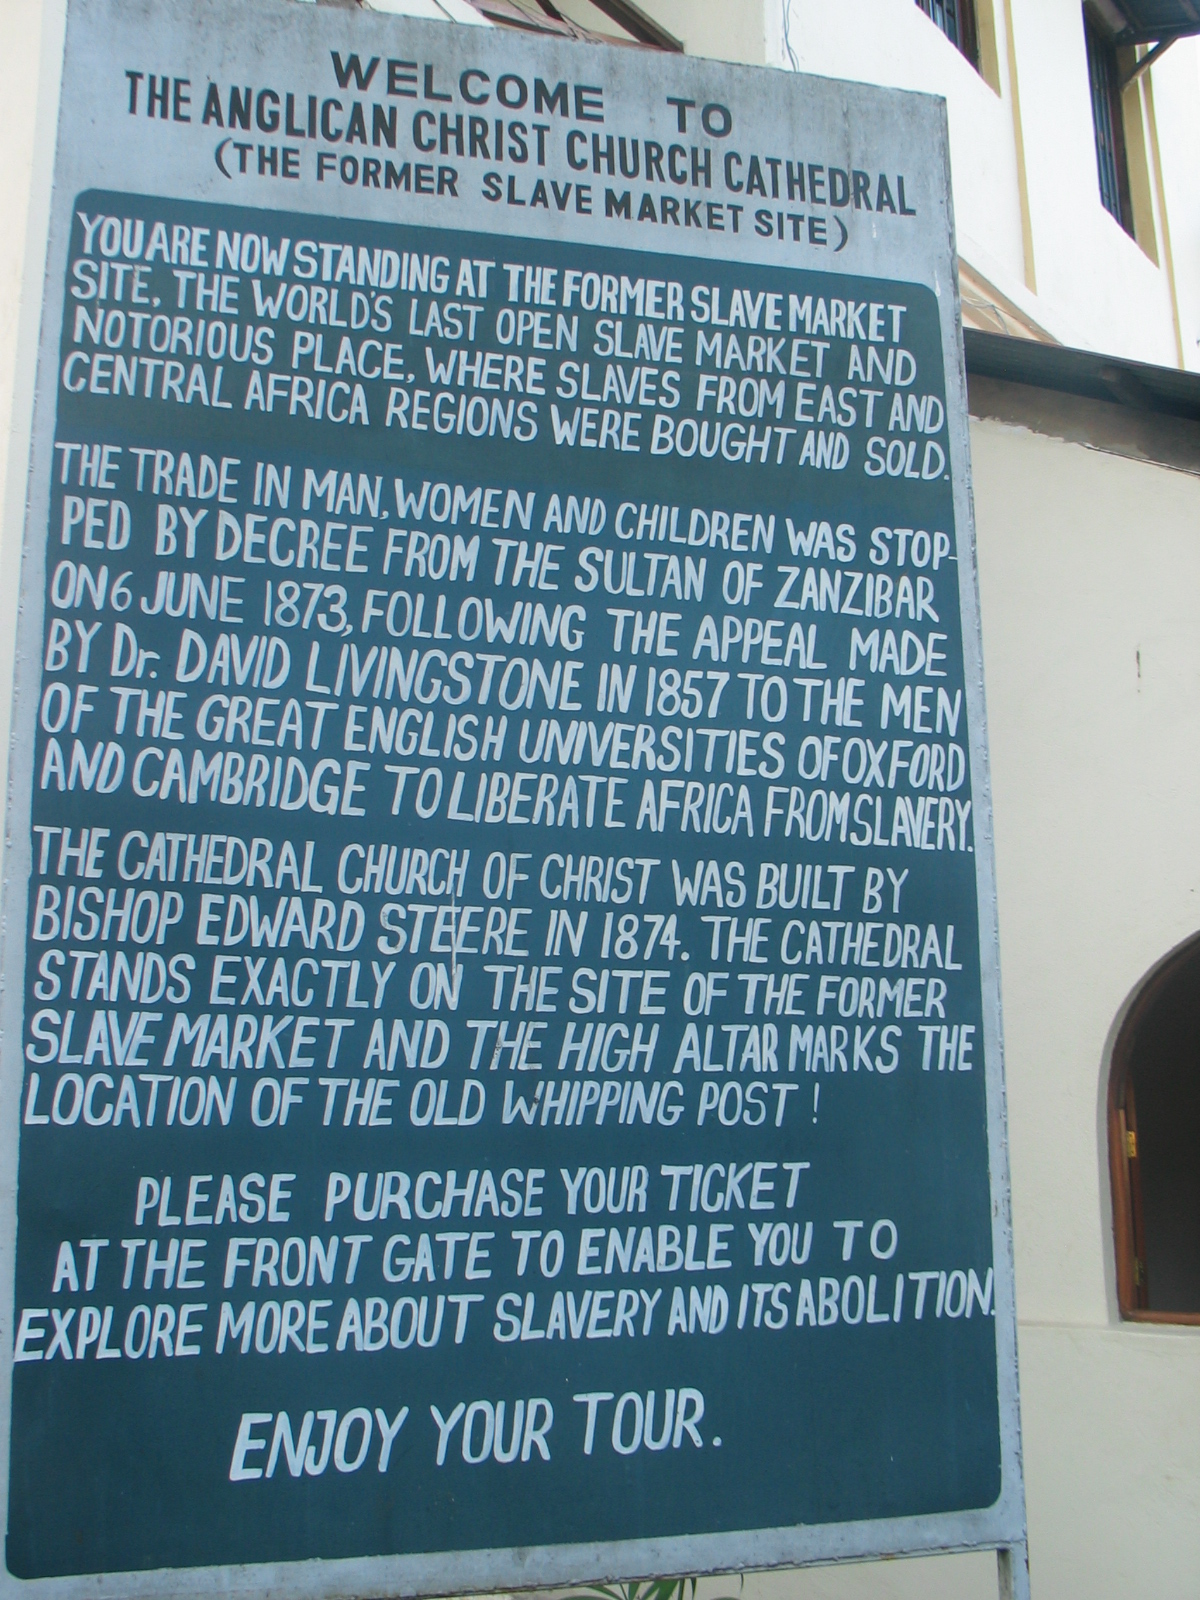 WELCOME TO
THE ANGLICAN CHRIST CHURCH CATHEDRAL
(THE FORMER SLAVE MARKET SITE)
YOU ARE NOW STANDING AT THE FORMER SLAVE MARKET
SITE, THE WORLD'S LAST OPEN SLAVE MARKET AND
NOTORIOUS PLACE, WHERE SLAVES FROM EAST AND
CENTRAL AFRICA REGIONS WERE BOUGHT AND SOLD.
THE TRADE IN MAN, WOMEN AND CHILDREN WAS STOP-
PED BY DECREE FROM THE SULTAN OF ZANZIBAR
ON 6 JUNE 1873, FOLLOWING THE APPEAL MADE
BY Dr. DAVID LIVINGSTONE IN 1857 TO THE MEN
OF THE GREAT ENGLISH UNIVERSITIES OF OXFORD
AND CAMBRIDGE TO LIBERATE AFRICA FROM SLAVERY.
THE CATHEDRAL CHURCH OF CHRIST WAS BUILT BY
BISHOP EDWARD STEERE IN 1874. THE CATHEDRAL
STANDS EXACTLY ON THE SITE OF THE FORMER
SLAVE MARKET AND THE HIGH ALTAR MARKS THE
LOCATION OF THE OLD WHIPPING POST !
PLEASE PURCHASE YOUR TICKET
AT THE FRONT GATE TO ENABLE YOU TO
EXPLORE MORE ABOUT SLAVERY AND ITS ABOLITION.
ENJOY YOUR TOUR.